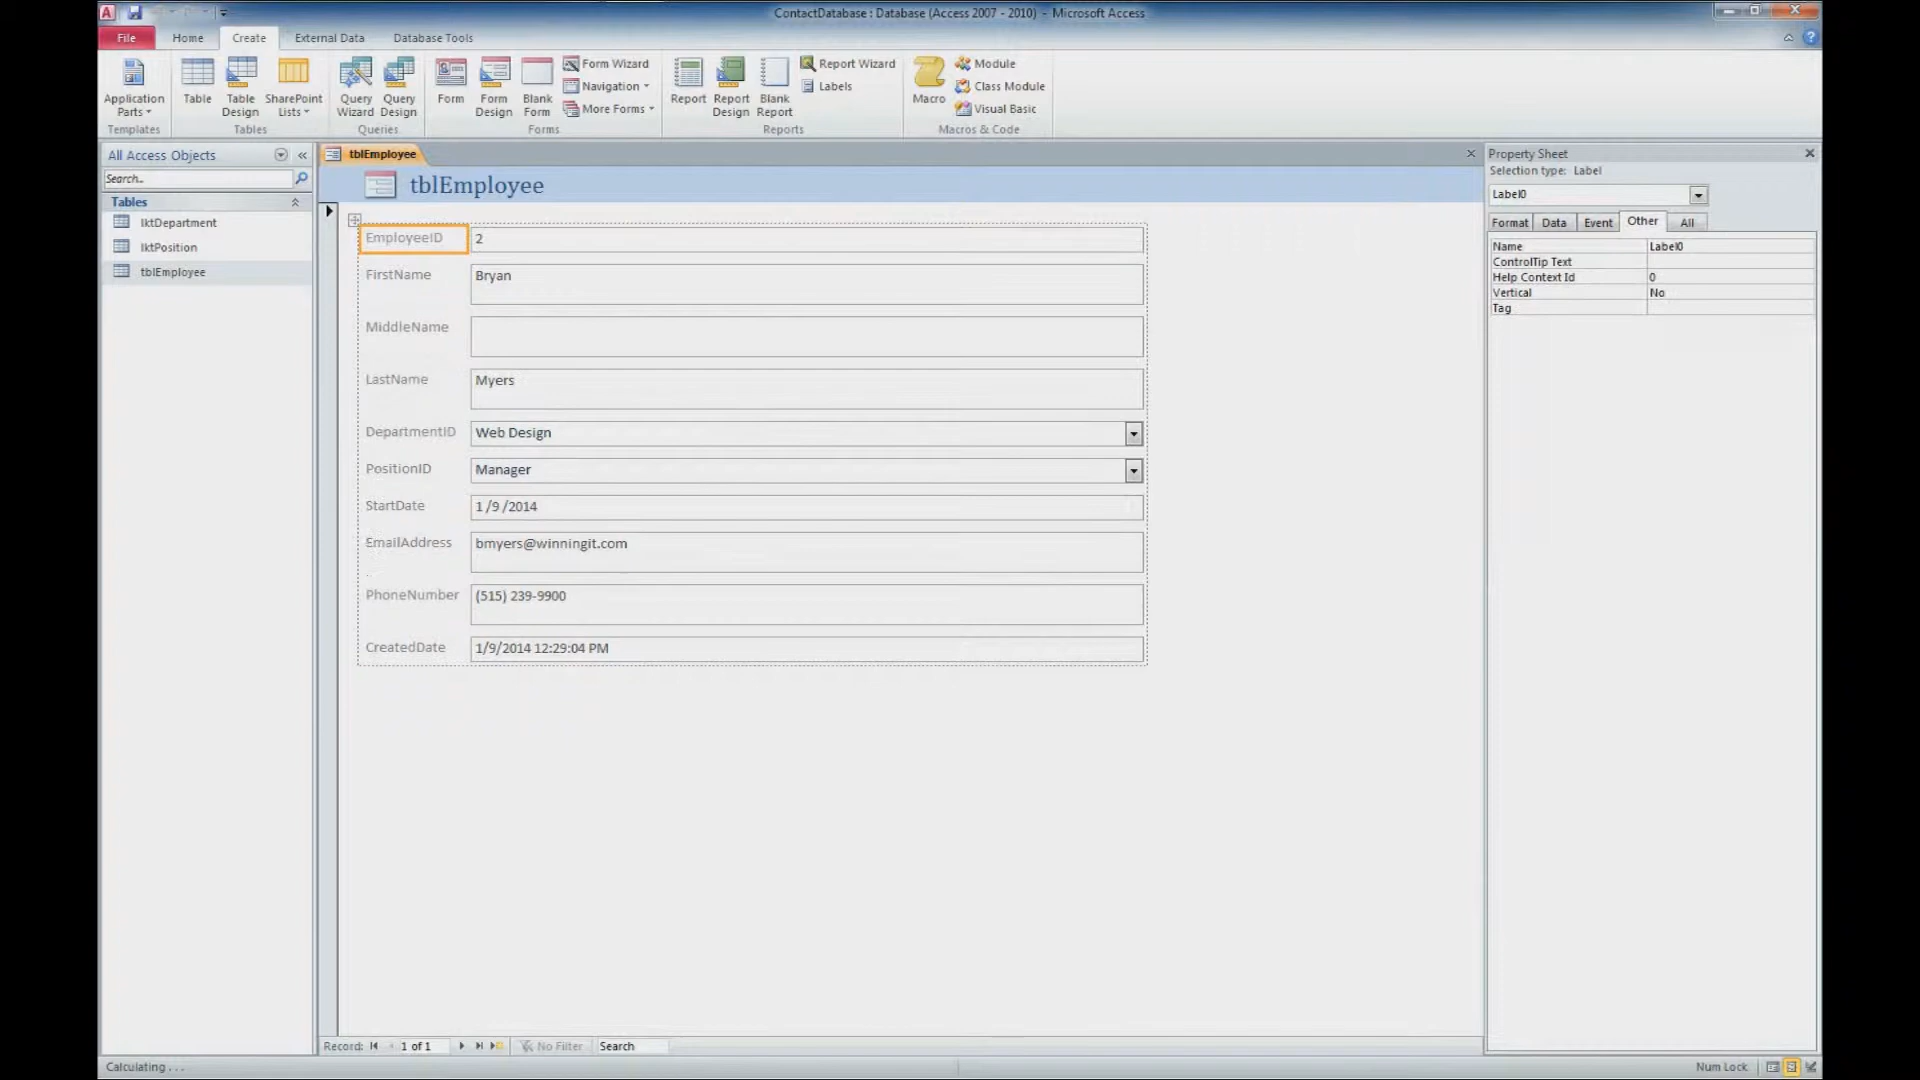 ContactDatabase : Database (Access 2007 - 2010) - Microsoft Access
File Home Create External Data Database Tools
Application Parts
Table
Table Design
SharePoint Lists
Query Wizard
Query Design
Form
Form Design
Blank Form
Form Wizard
Navigation
More Forms
Report
Report Design
Blank Report
Report Wizard
Labels
Macro
Module
Class Module
Visual Basic
Templates Tables Queries Forms Reports Macros & Code
All Access Objects
Search...
Tables
lktDepartment
lktPosition
tblEmployee
tblEmployee
tblEmployee
EmployeeID 2
FirstName Bryan
MiddleName
LastName Myers
DepartmentID Web Design
PositionID Manager
StartDate 1 /9 /2014
EmailAddress bmyers@winningit.com
PhoneNumber (515) 239-9900
CreatedDate 1/9/2014 12:29:04 PM
Record: 1 of 1 No Filter Search
Property Sheet
Selection type: Label
Label0
Format Data Event Other All
Name Label0
ControlTip Text
Help Context Id 0
Vertical No
Tag
Calculating . . .
Num Lock